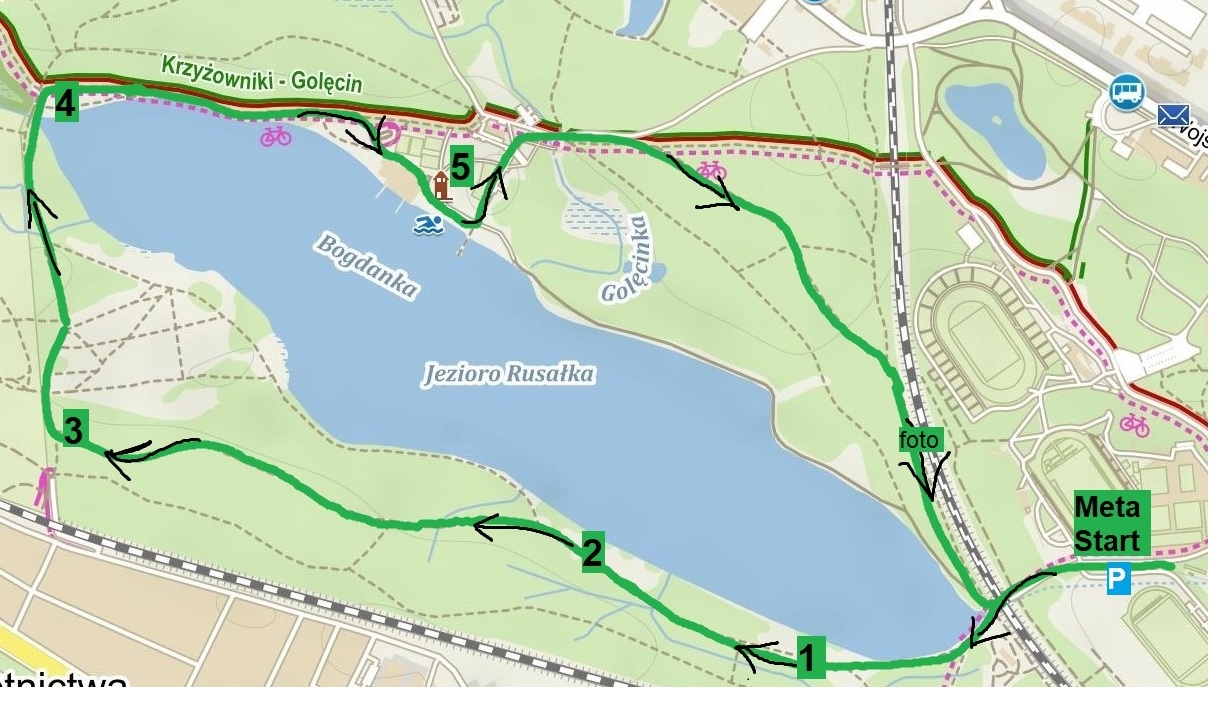 Krzyżowniki - Golęcin
4
5
Bogdanka
Golęcinka
Jezioro Rusałka
3
foto
Meta
Start
P
2
1